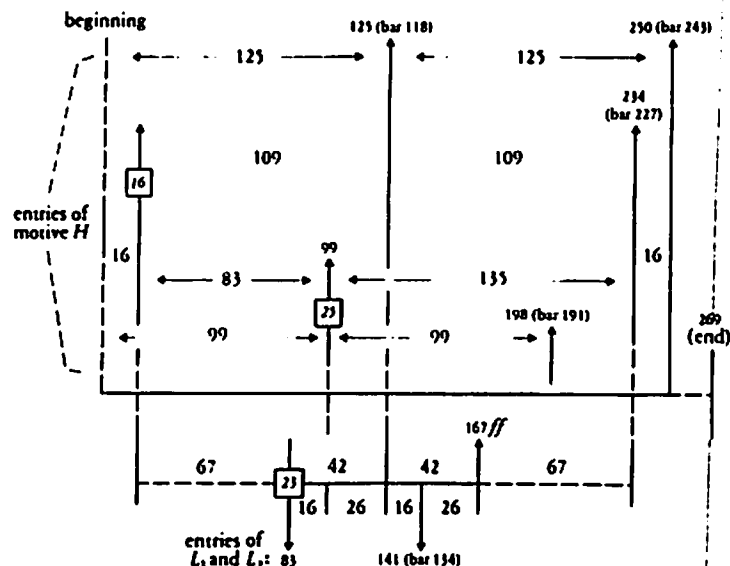 beginning
125 (bar 118)
250 (bar 243)
125
125
234
(bar 227)
109
109
16
entries of
motive H
16
99
16
83
135
25
198 (bar 191)
269
(end)
99
99
167 ff
67
42
42
67
23
16
26
16
26
entries of
L₁ and L₂: 83
141 (bar 134)